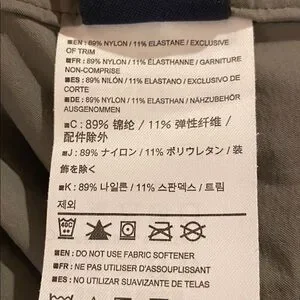 ■EN : 89% NYLON / 11% ELASTANE / EXCLUSIVE
OF TRIM
■FR : 89% NYLON / 11% ÉLASTHANNE / GARNITURE
NON-COMPRISE
■ES : 89% NILÓN / 11% ELASTANO / EXCLUSIVO DE
CORTE
■DE : 89% NYLON / 11% ELASTHAN / NÄHZUBEHÖR
AUSGENOMMEN
■C : 89% 锦纶 / 11% 弹性纤维 /
配件除外
■J : 89% ナイロン / 11% ポリウレタン / 装
飾を除く
■K : 89% 나일론 / 11% 스판덱스 / 트림
제외
40C
■EN : DO NOT USE FABRIC SOFTENER
■FR : NE PAS UTILISER D'ASSOUPLISSANT
■ES : NO UTILIZAR SUAVIZANTE DE TELAS